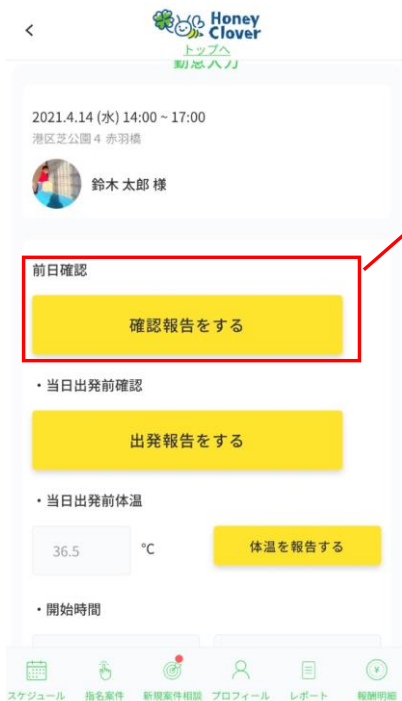 Honey
Clover
トップへ
勤怠入力
2021.4.14 (水) 14:00 ~ 17:00
港区芝公園4 赤羽橋
鈴木 太郎 様
前日確認
確認報告をする
・当日出発前確認
出発報告をする
・当日出発前体温
36.5 ℃ 体温を報告する
・開始時間
スケジュール 指名案件 新規案件相談 プロフィール レポート 報酬明細